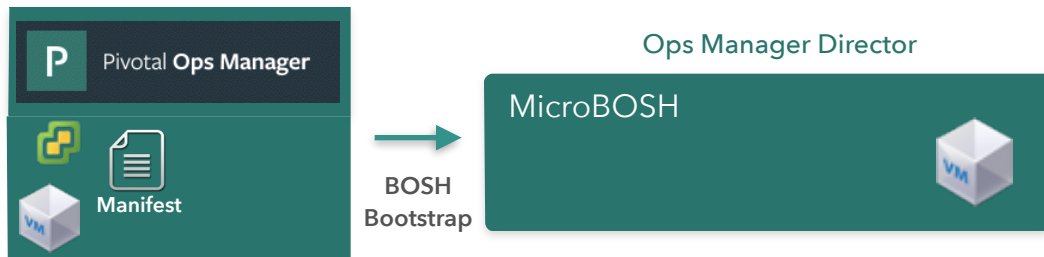 P
Pivotal Ops Manager
Manifest
VM
BOSH
Bootstrap
Ops Manager Director
MicroBOSH
VM